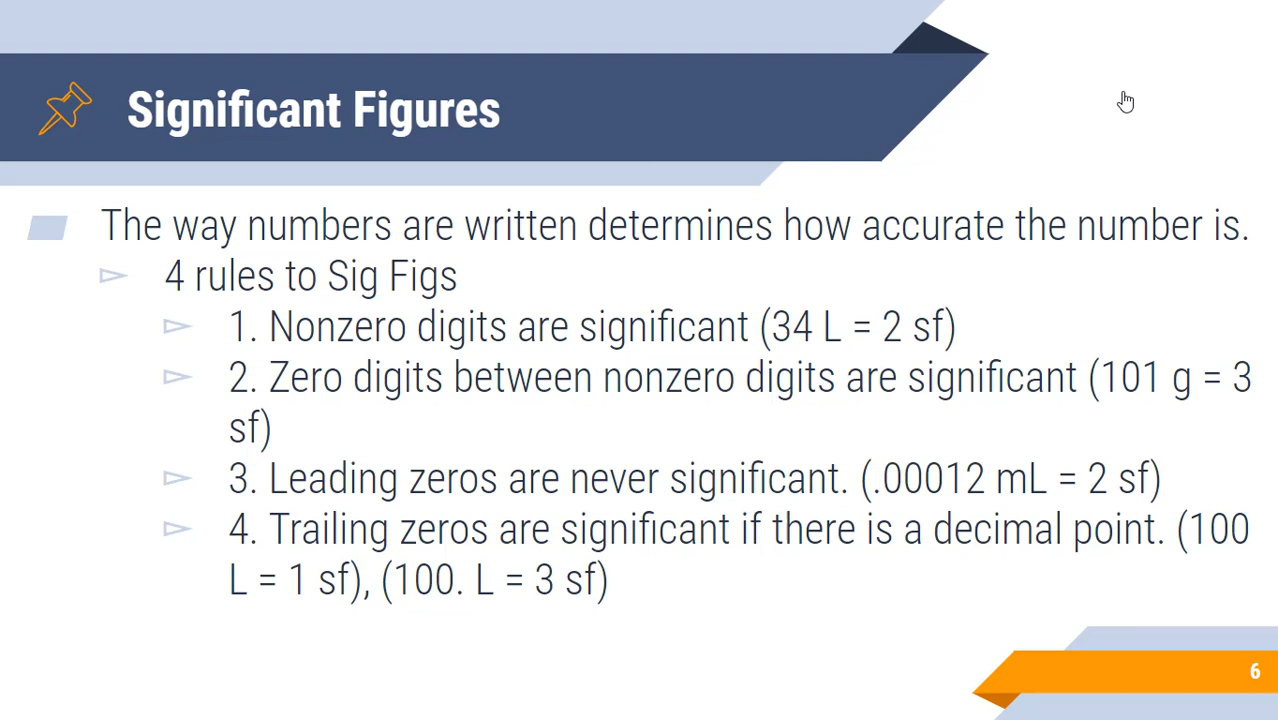 Significant Figures
The way numbers are written determines how accurate the number is.
4 rules to Sig Figs
1. Nonzero digits are significant (34 L = 2 sf)
2. Zero digits between nonzero digits are significant (101 g = 3
sf)
3. Leading zeros are never significant. (.00012 mL = 2 sf)
4. Trailing zeros are significant if there is a decimal point. (100
L = 1 sf), (100. L = 3 sf)
6